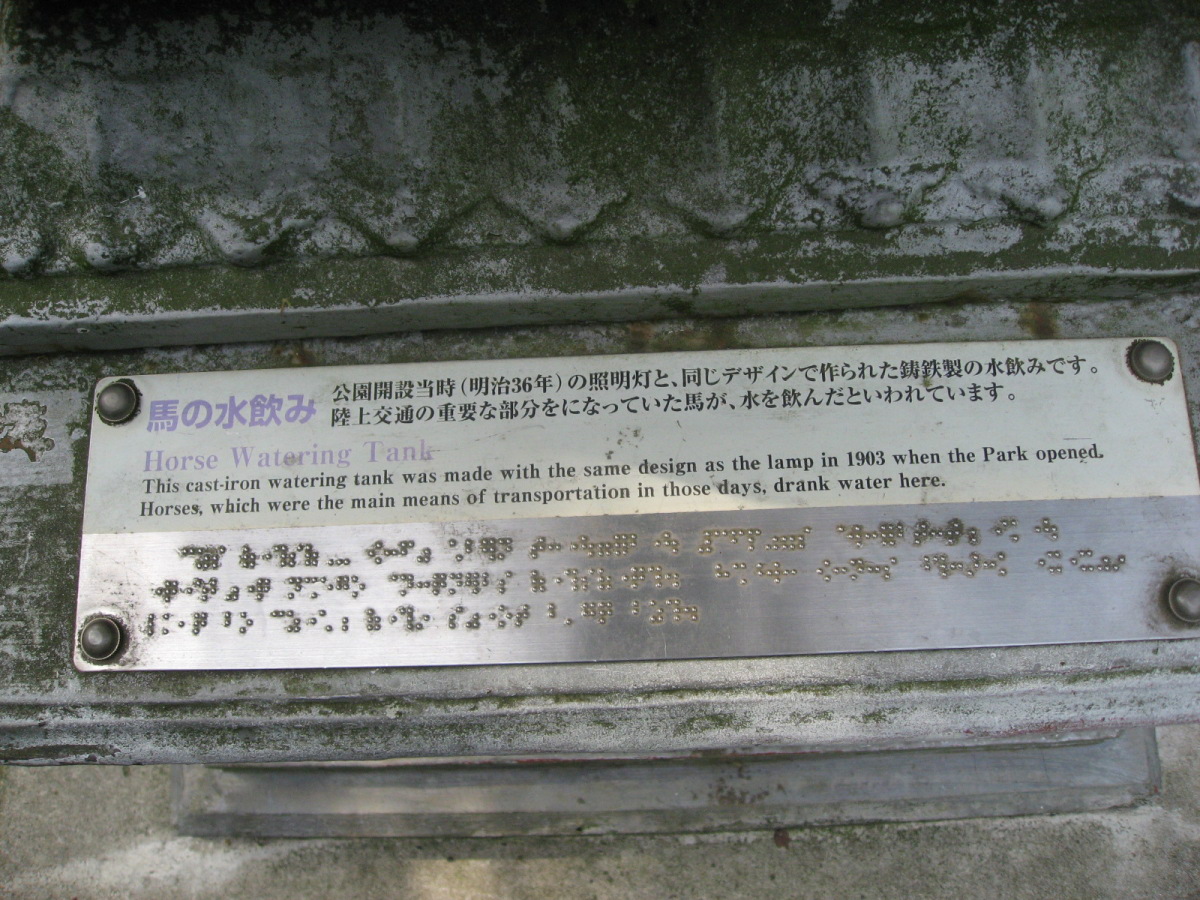 馬の水飲み
公園開設当時(明治36年)の照明灯と、同じデザインで作られた鋳鉄製の水飲みです。
陸上交通の重要な部分をになっていた馬が、水を飲んだといわれています。
Horse Watering Tank
This cast-iron watering tank was made with the same design as the lamp in 1903 when the Park opened.
Horses, which were the main means of transportation in those days, drank water here.